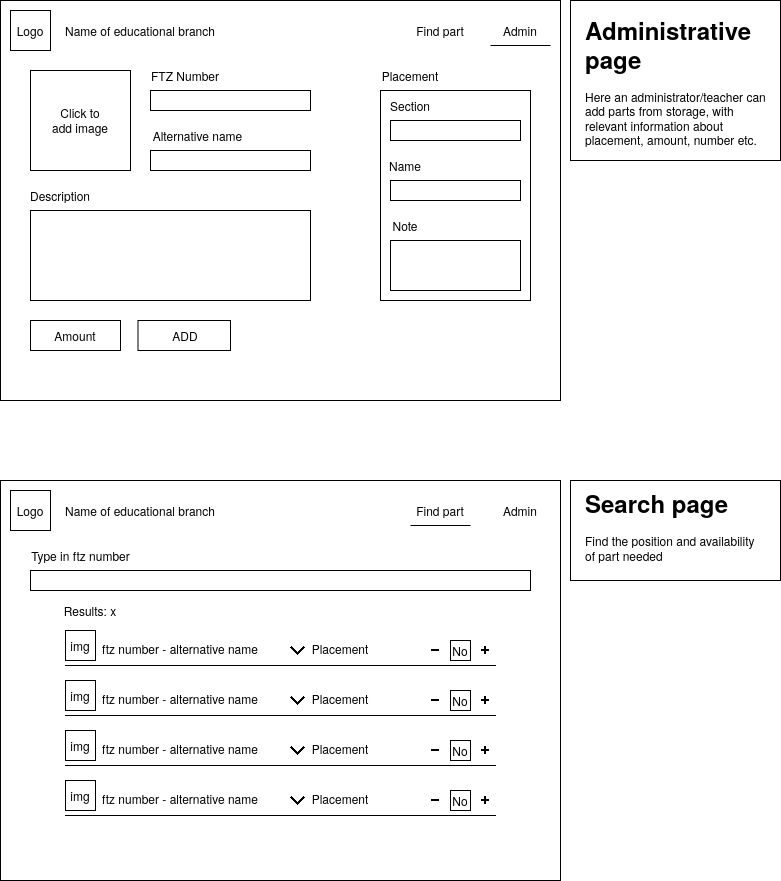 Logo
Name of educational branch
Find part
Admin
FTZ Number
Click to
add image
Alternative name
Description
Amount
ADD
Placement
Section
Name
Note
Administrative
page
Here an administrator/teacher can
add parts from storage, with
relevant information about
placement, amount, number etc.
Logo
Name of educational branch
Find part
Admin
Type in ftz number
Results: x
img ftz number - alternative name Placement - No +
img ftz number - alternative name Placement - No +
img ftz number - alternative name Placement - No +
img ftz number - alternative name Placement - No +
Search page
Find the position and availability
of part needed